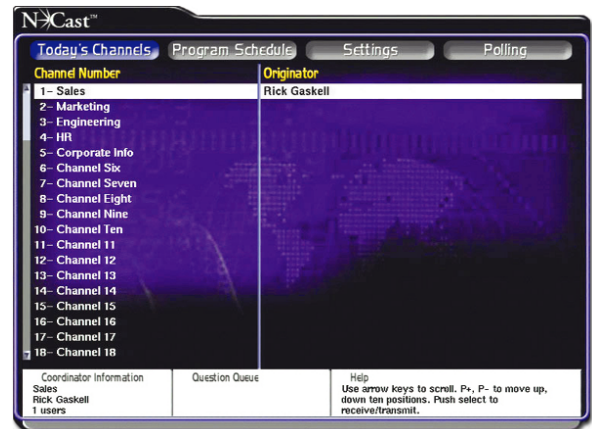 N Cast™
Today's Channels Program Schedule Settings Polling
Channel Number Originator
1– Sales Rick Gaskell
2– Marketing
3– Engineering
4– HR
5– Corporate Info
6– Channel Six
7– Channel Seven
8– Channel Eight
9– Channel Nine
10– Channel Ten
11– Channel 11
12– Channel 12
13– Channel 13
14– Channel 14
15– Channel 15
16– Channel 16
17– Channel 17
18– Channel 18
Coordinator Information
Sales
Rick Gaskell
1 users
Question Queue
Help
Use arrow keys to scroll. P+, P- to move up,
down ten positions. Push select to
receive/transmit.